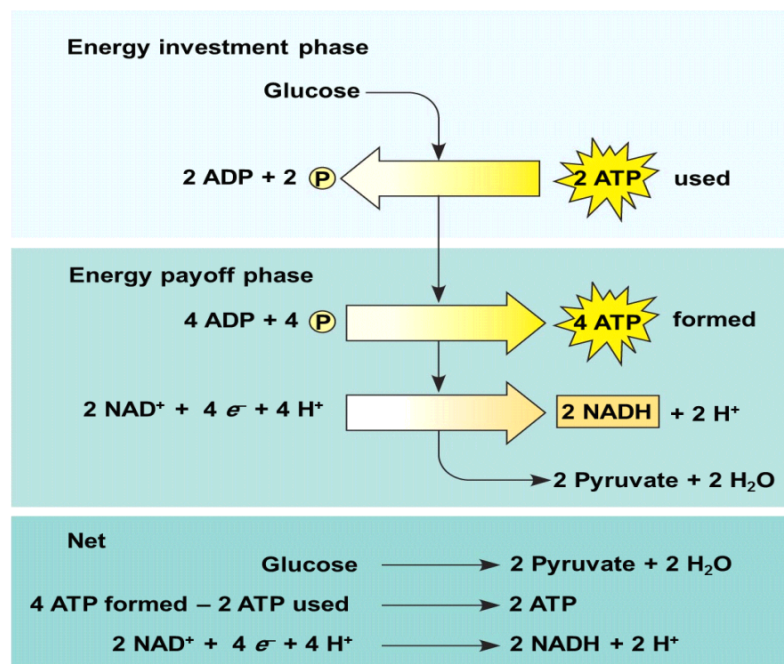 Energy investment phase
Glucose
2 ADP + 2 P
2 ATP used
Energy payoff phase
4 ADP + 4 P
4 ATP formed
2 NAD⁺ + 4 e⁻ + 4 H⁺
2 NADH + 2 H⁺
2 Pyruvate + 2 H₂O
Net
Glucose 2 Pyruvate + 2 H₂O
4 ATP formed – 2 ATP used 2 ATP
2 NAD⁺ + 4 e⁻ + 4 H⁺ 2 NADH + 2 H⁺